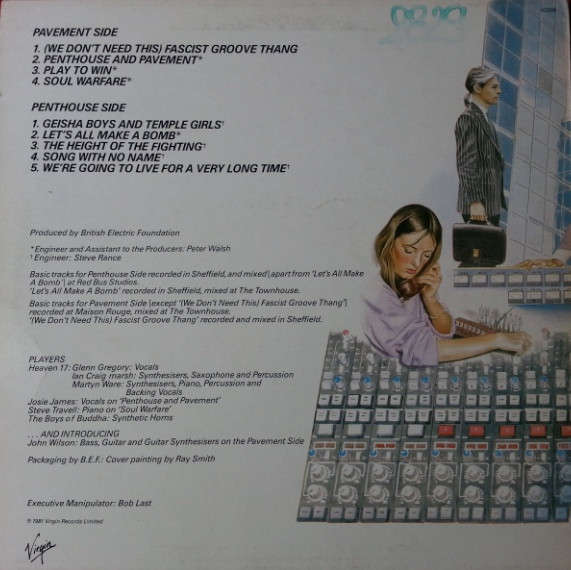 2829
PAVEMENT SIDE
1. (WE DON'T NEED THIS) FASCIST GROOVE THANG
2. PENTHOUSE AND PAVEMENT*
3. PLAY TO WIN*
4. SOUL WARFARE*
PENTHOUSE SIDE
1. GEISHA BOYS AND TEMPLE GIRLS†
2. LET'S ALL MAKE A BOMB*
3. THE HEIGHT OF THE FIGHTING†
4. SONG WITH NO NAME†
5. WE'RE GOING TO LIVE FOR A VERY LONG TIME†
Produced by British Electric Foundation
*Engineer and Assistant to the Producers: Peter Walsh
†Engineer: Steve Rance
Basic tracks for Penthouse Side recorded in Sheffield, and mixed (apart from 'Let's All Make
A Bomb') at Red Bus Studios.
'Let's All Make A Bomb' recorded in Sheffield, mixed at The Townhouse.
Basic tracks for Pavement Side (except '(We Don't Need This) Fascist Groove Thang')
recorded at Maison Rouge, mixed at The Townhouse.
'(We Don't Need This) Fascist Groove Thang' recorded and mixed in Sheffield.
PLAYERS
Heaven 17: Glenn Gregory: Vocals
Ian Craig marsh: Synthesisers, Saxophone and Percussion
Martyn Ware: Synthesisers, Piano, Percussion and
Backing Vocals
Josie James: Vocals on 'Penthouse and Pavement'
Steve Travell: Piano on 'Soul Warfare'
The Boys of Buddha: Synthetic Horns
. . . AND INTRODUCING
John Wilson: Bass, Guitar and Guitar Synthesisers on the Pavement Side
Packaging by B.E.F.: Cover painting by Ray Smith
Executive Manipulator: Bob Last
℗ 1981 Virgin Records Limited
Virgin